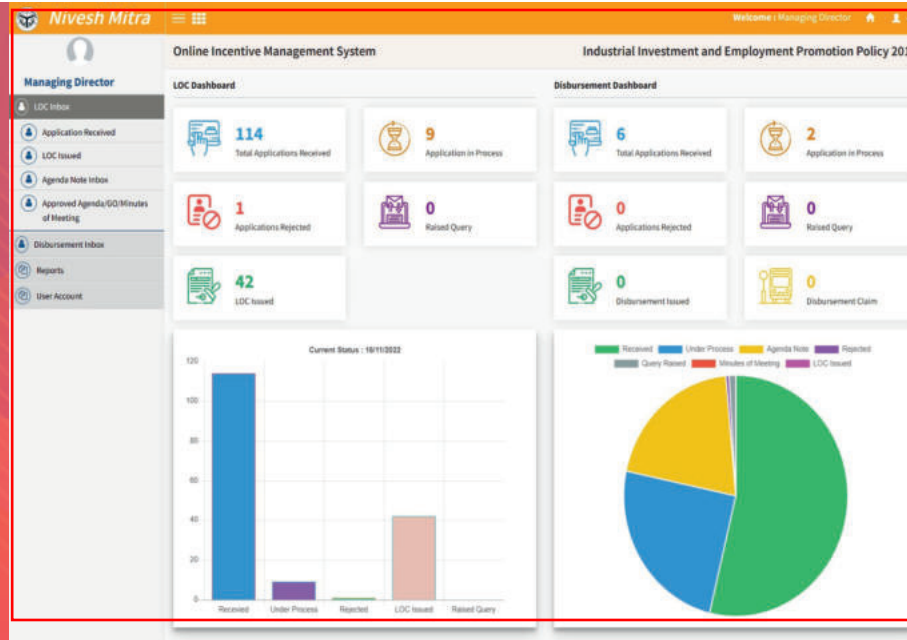 Nivesh Mitra
Welcome : Managing Director
Managing Director
LOC Inbox
Application Received
LOC Issued
Agenda Note Inbox
Approved Agenda/GO/Minutes
of Meeting
Disbursement Inbox
Reports
User Account
Online Incentive Management System
Industrial Investment and Employment Promotion Policy 201
LOC Dashboard
114
Total Applications Received
9
Application in Process
1
Applications Rejected
0
Raised Query
42
LOC Issued
Disbursement Dashboard
6
Total Applications Received
2
Application in Process
0
Applications Rejected
0
Raised Query
0
Disbursement Issued
0
Disbursement Claim
Current Status :
120
100
80
60
40
20
0
Received Under Process Rejected LOC Issued Raised Query
Received Under Process Agenda Note Rejected
Query Raised Minutes of Meeting LOC Issued